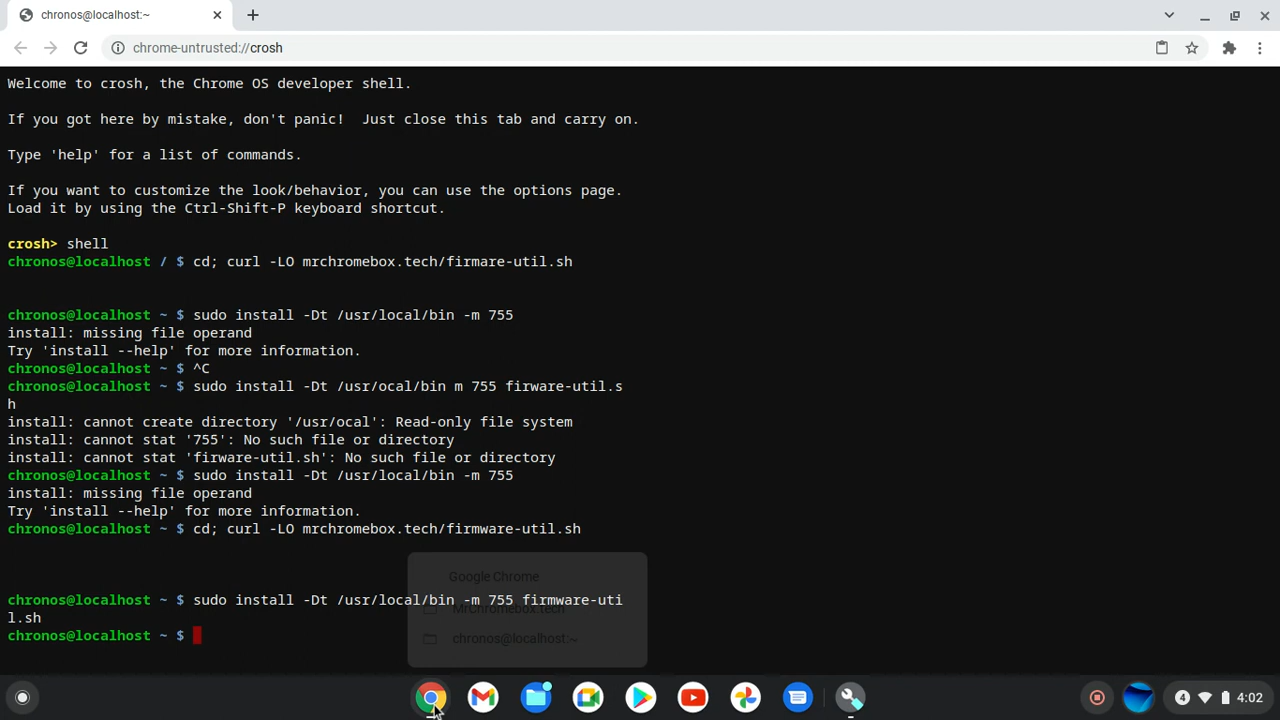 chronos@localhost:~
chrome-untrusted://crosh
Welcome to crosh, the Chrome OS developer shell.
If you got here by mistake, don't panic!  Just close this tab and carry on.
Type 'help' for a list of commands.
If you want to customize the look/behavior, you can use the options page.
Load it by using the Ctrl-Shift-P keyboard shortcut.
crosh> shell
chronos@localhost / $ cd; curl -LO mrchromebox.tech/firmare-util.sh
chronos@localhost ~ $ sudo install -Dt /usr/local/bin -m 755
install: missing file operand
Try 'install --help' for more information.
chronos@localhost ~ $ ^C
chronos@localhost ~ $ sudo install -Dt /usr/ocal/bin m 755 firware-util.s
h
install: cannot create directory '/usr/ocal': Read-only file system
install: cannot stat '755': No such file or directory
install: cannot stat 'firware-util.sh': No such file or directory
chronos@localhost ~ $ sudo install -Dt /usr/local/bin -m 755
install: missing file operand
Try 'install --help' for more information.
chronos@localhost ~ $ cd; curl -LO mrchromebox.tech/firmware-util.sh
Google Chrome
chronos@localhost ~ $ sudo install -Dt /usr/local/bin -m 755 firmware-uti
Mrchromebox.tech
l.sh
chronos@localhost ~ $
chronos@localhost:~
4 4:02